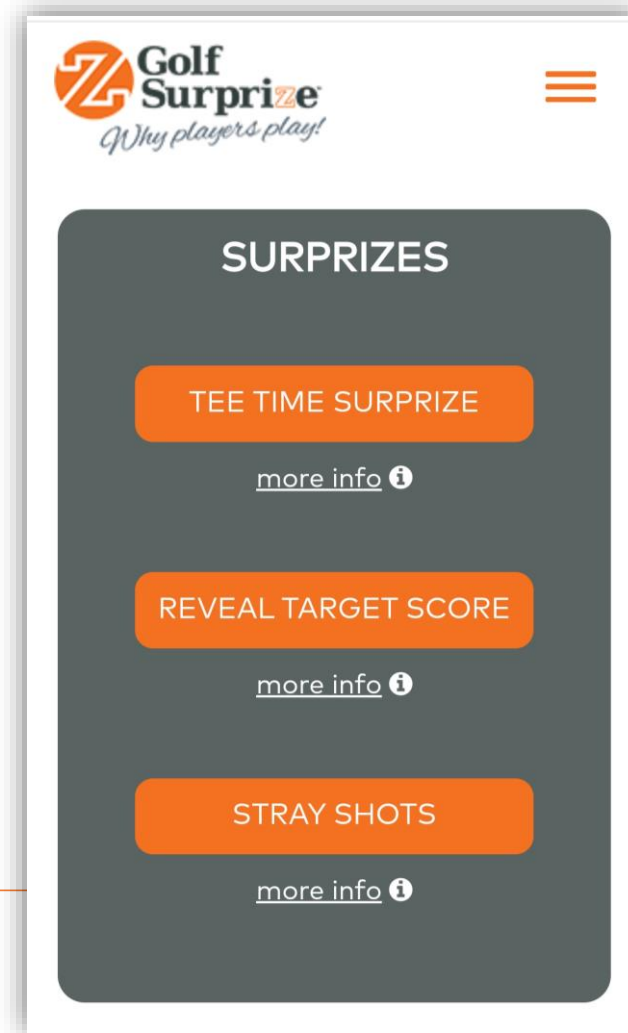 Golf
Surprize
Why players play!
SURPRIZES
TEE TIME SURPRIZE
more info
REVEAL TARGET SCORE
more info
STRAY SHOTS
more info